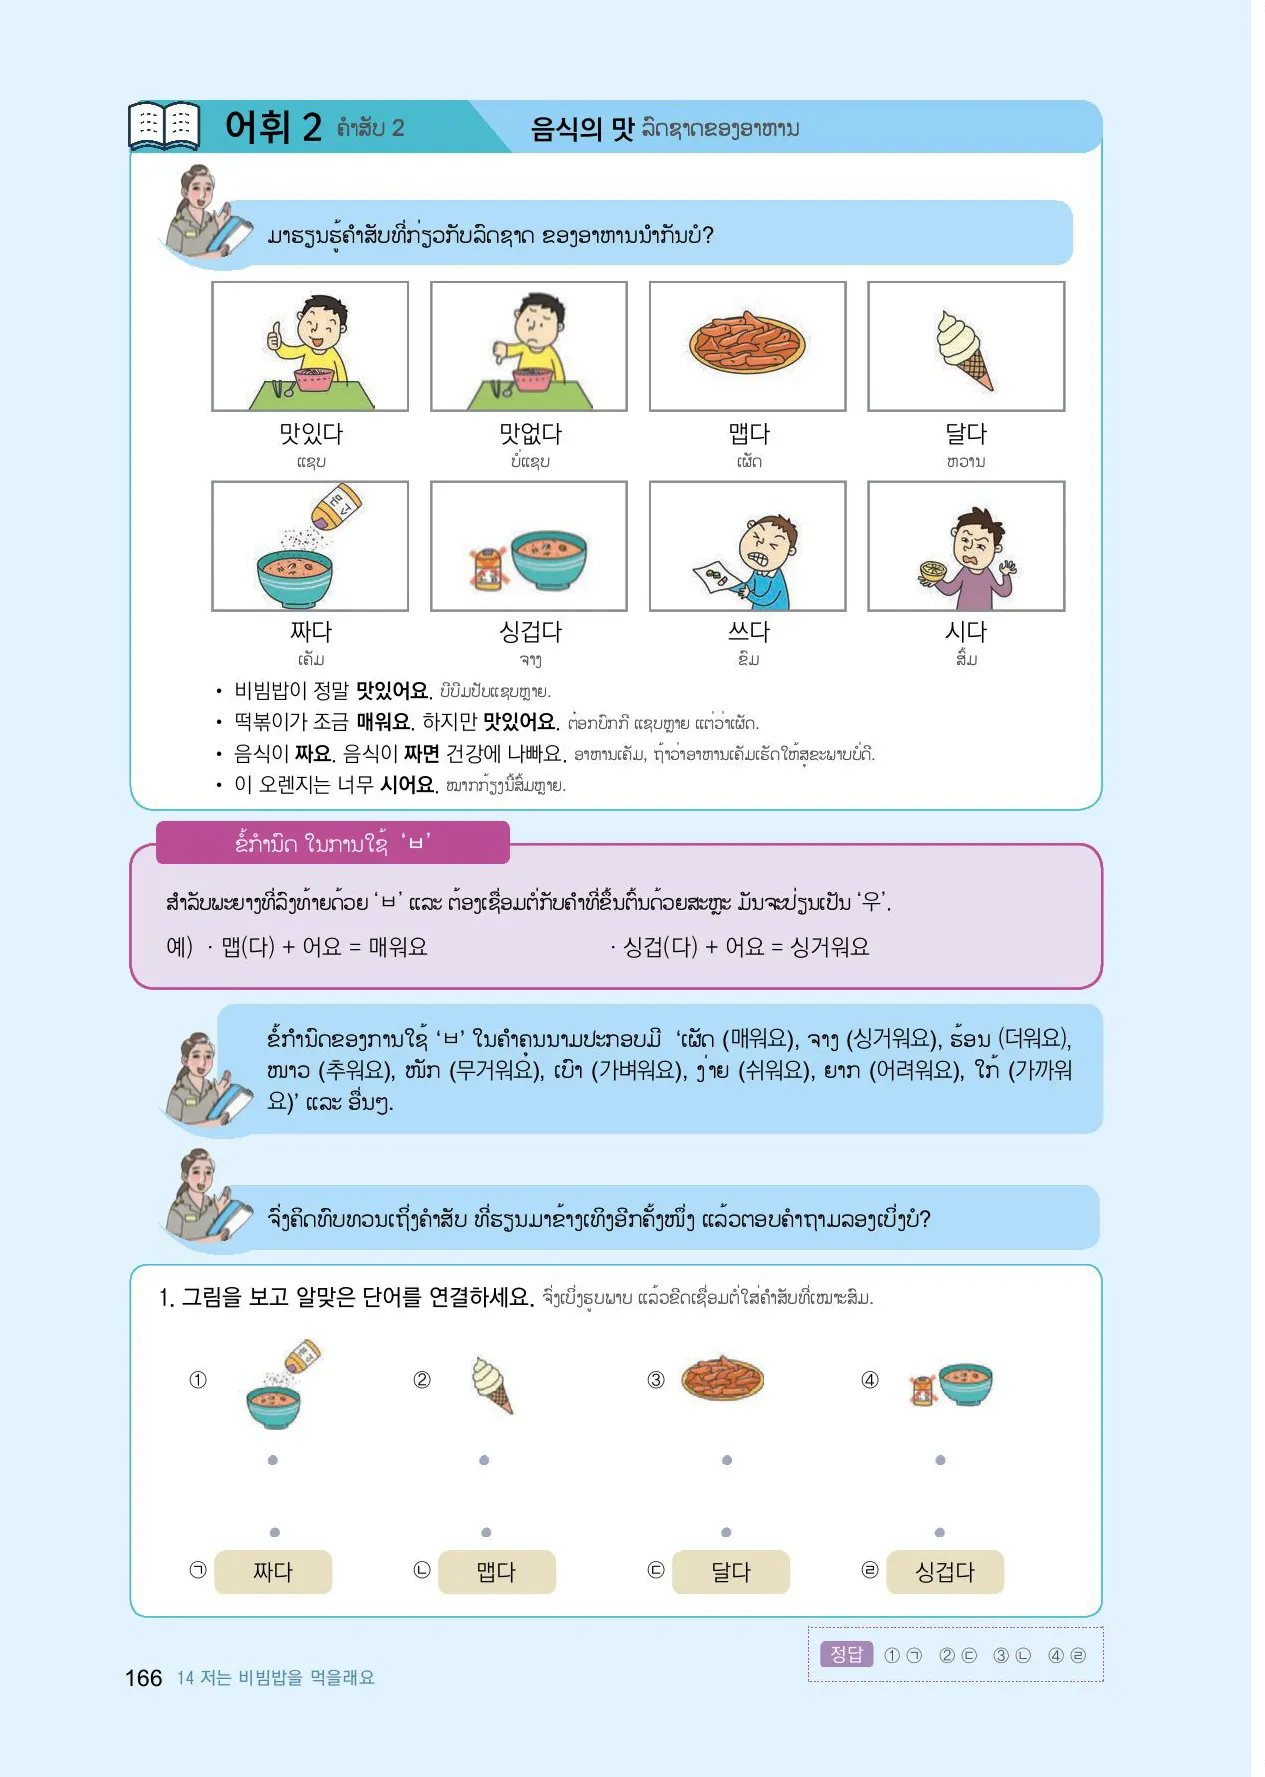 어휘 2 ຄຳສັບ 2 음식의 맛 ລົດຊາດຂອງອາຫານ
ມາຮຽນຮູ້ຄຳສັບທີ່ກ່ຽວກັບລົດຊາດ ຂອງອາຫານນຳກັນບໍ?
맛있다 맛없다 맵다 달다
ແຊບ ບໍ່ແຊບ ເຜັດ ຫວານ
짜다 싱겁다 쓰다 시다
ເຄັມ ຈາງ ຂົມ ສົ້ມ
• 비빔밥이 정말 맛있어요. ບີບີມປັບແຊບຫຼາຍ.
• 떡볶이가 조금 매워요. 하지만 맛있어요. ຕ໋ອກບົກກີ ແຊບຫຼາຍ ແຕ່ວ່າເຜັດ.
• 음식이 짜요. 음식이 짜면 건강에 나빠요. ອາຫານເຄັມ, ຖ້າວ່າອາຫານເຄັມເຮັດໃຫ້ສຸຂະພາບບໍ່ດີ.
• 이 오렌지는 너무 시어요. ໝາກກ້ຽງນີ້ສົ້ມຫຼາຍ.
ຂໍ້ກຳນົດ ໃນການໃຊ້ ‘ㅂ’
ສຳລັບພະຍາງທີ່ລົງທ້າຍດ້ວຍ ‘ㅂ’ ແລະ ຕ້ອງເຊື່ອມຕໍ່ກັບຄຳທີ່ຂຶ້ນຕົ້ນດ້ວຍສະຫຼະ ມັນຈະປ່ຽນເປັນ ‘우’.
예) · 맵(다) + 어요 = 매워요 · 싱겁(다) + 어요 = 싱거워요
ຂໍ້ກຳນົດຂອງການໃຊ້ ‘ㅂ’ ໃນຄຳຄຸນນາມປະກອບມີ ‘ເຜັດ (매워요), ຈາງ (싱거워요), ຮ້ອນ (더워요),
ໜາວ (추워요), ໜັກ (무거워요), ເບົາ (가벼워요), ງ່າຍ (쉬워요), ຍາກ (어려워요), ໃກ້ (가까워
요)’ ແລະ ອື່ນໆ.
ຈົ່ງຄິດທົບທວນເຖິງຄຳສັບ ທີ່ຮຽນມາຂ້າງເທິງອີກຄັ້ງໜຶ່ງ ແລ້ວຕອບຄຳຖາມລອງເບິ່ງບໍ?
1. 그림을 보고 알맞은 단어를 연결하세요. ຈົ່ງເບິ່ງຮູບພາບ ແລ້ວຂີດເຊື່ອມຕໍ່ໃສ່ຄຳສັບທີ່ເໝາະສົມ.
① ② ③ ④
㉠ 짜다 ㉡ 맵다 ㉢ 달다 ㉣ 싱겁다
정답 ① ㉠ ② ㉢ ③ ㉡ ④ ㉣
166 14 저는 비빔밥을 먹을래요